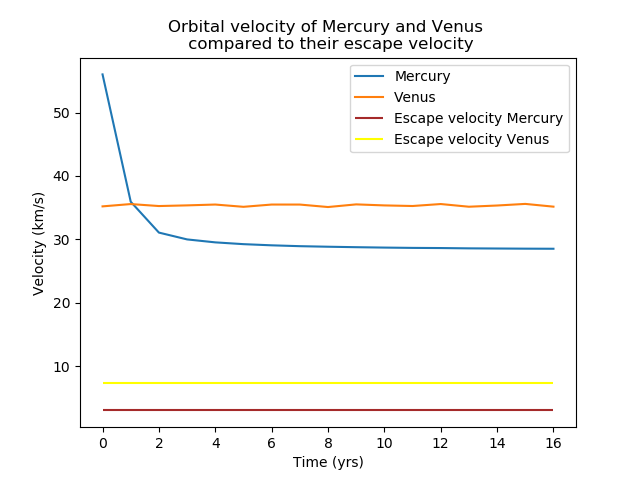 Orbital velocity of Mercury and Venus
compared to their escape velocity
Mercury
Venus
Escape velocity Mercury
Escape velocity Venus
Velocity (km/s)
50
40
30
20
10
0 2 4 6 8 10 12 14 16
Time (yrs)